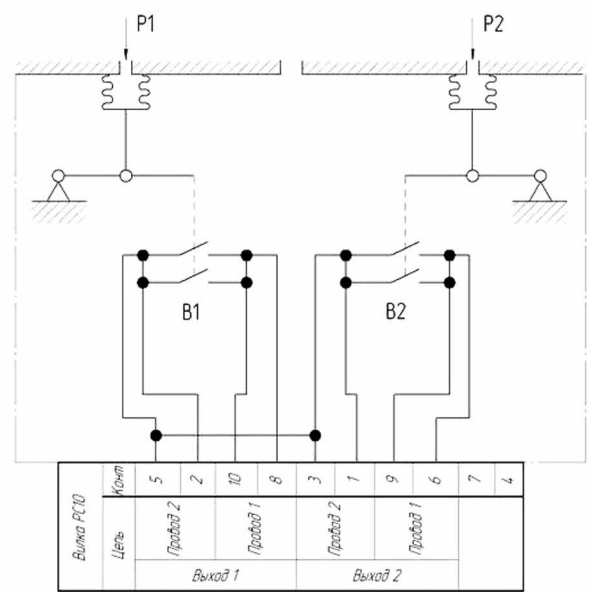 P1
P2
B1
B2
Вилка РС10
Конт
5
2
10
8
3
1
9
6
7
4
Цепь
Провод 2
Провод 1
Провод 2
Провод 1
Выход 1
Выход 2